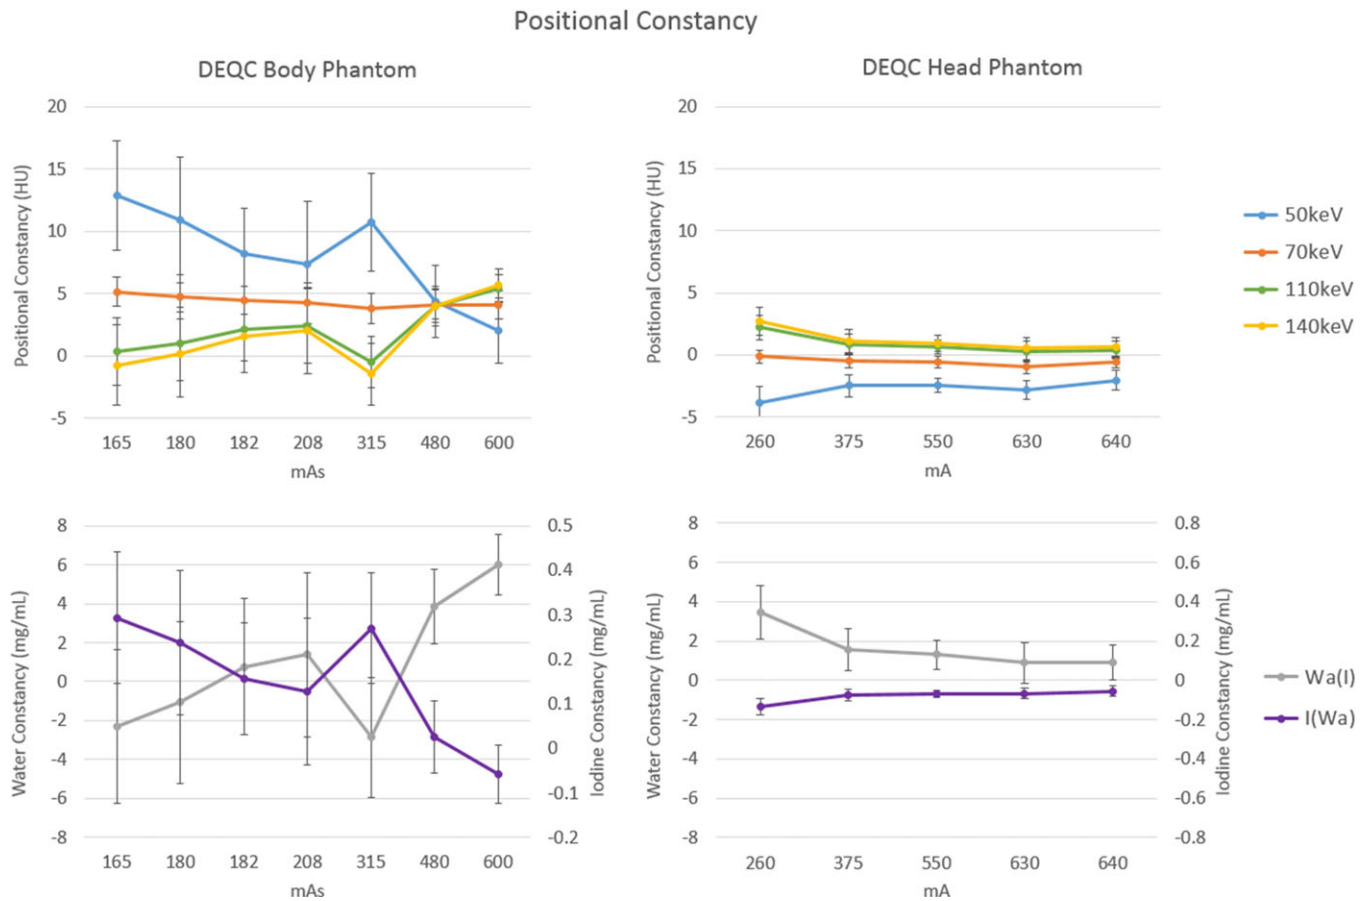 Positional Constancy
DEQC Body Phantom
Positional Constancy (HU)
20
15
10
5
0
-5
165 180 182 208 315 480 600
mAs
DEQC Head Phantom
Positional Constancy (HU)
20
15
10
5
0
-5
260 375 550 630 640
mA
50keV
70keV
110keV
140keV
Water Constancy (mg/mL)
8
6
4
2
0
-2
-4
-6
-8
0.5
0.4
0.3
0.2
0.1
0
-0.1
-0.2
Iodine Constancy (mg/mL)
165 180 182 208 315 480 600
mAs
Water Constancy (mg/mL)
8
6
4
2
0
-2
-4
-6
-8
0.8
0.6
0.4
0.2
0
-0.2
-0.4
-0.6
-0.8
Iodine Constancy (mg/mL)
260 375 550 630 640
mA
Wa(I)
I(Wa)